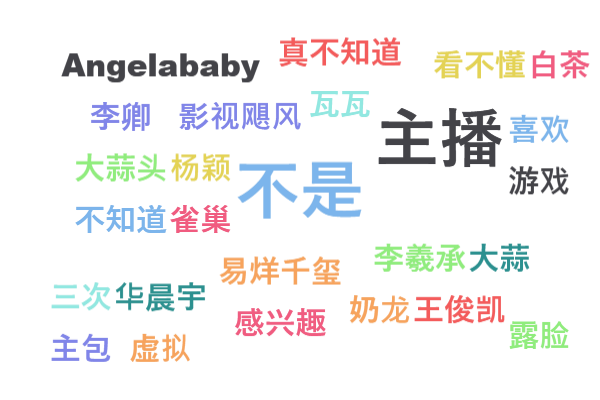 真不知道
Angelababy
看不懂
白茶
李卿
影视飓风
瓦瓦
主播
喜欢
大蒜头
杨颖
不是
游戏
不知道
雀巢
易烊千玺
李羲承
大蒜
三次
华晨宇
感兴趣
奶龙
王俊凯
主包
虚拟
露脸